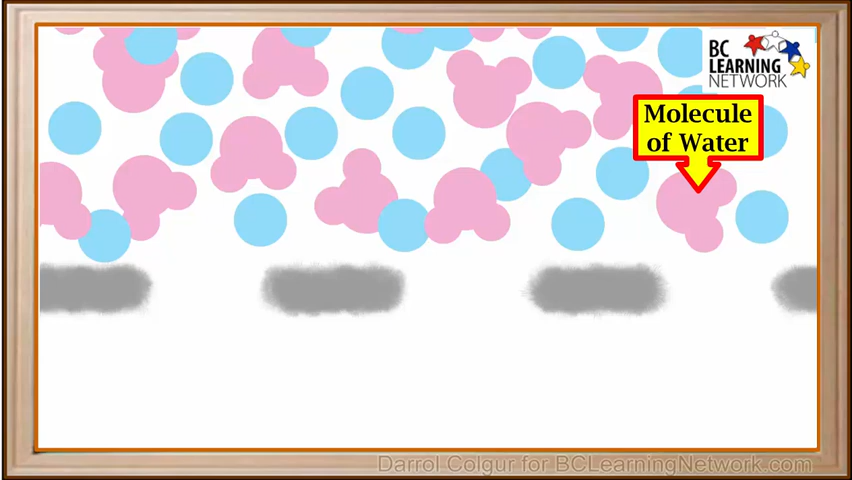 BC
LEARNING
NETWORK
Molecule
of Water
Darrol Colgur for BCLearningNetwork.com